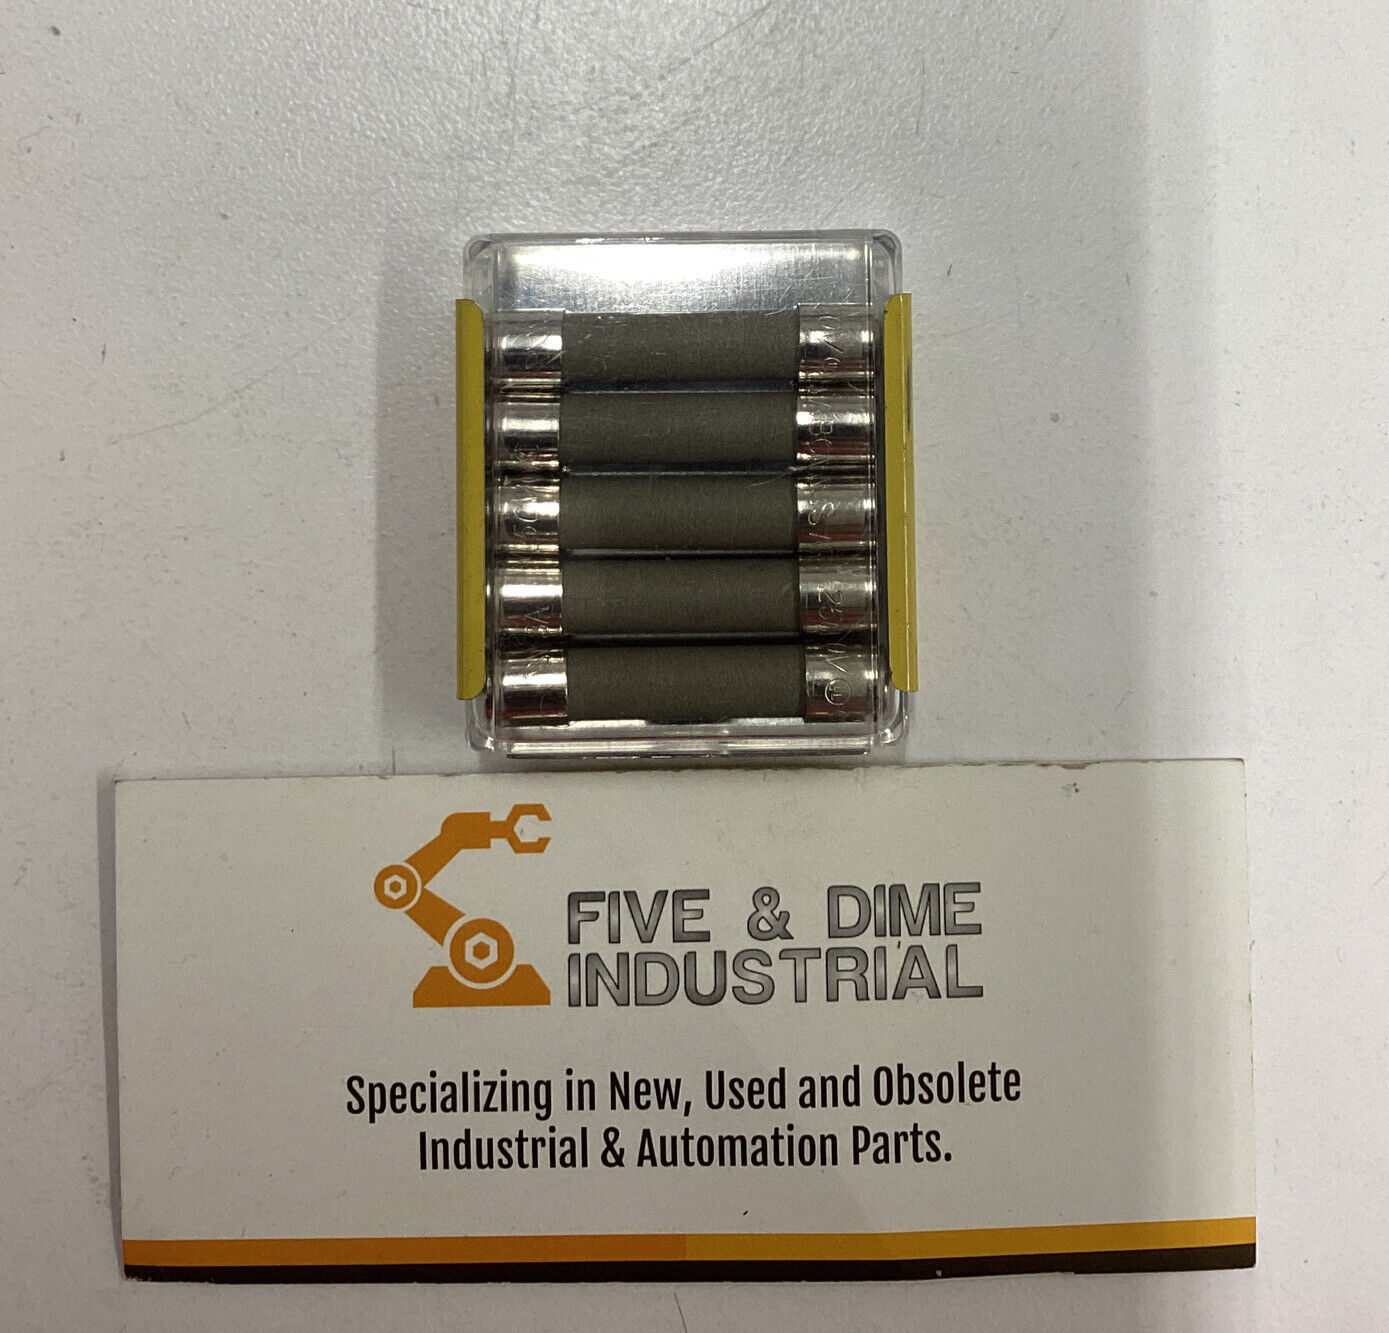 FIVE & DIME
INDUSTRIAL
Specializing in New, Used and Obsolete
Industrial & Automation Parts.